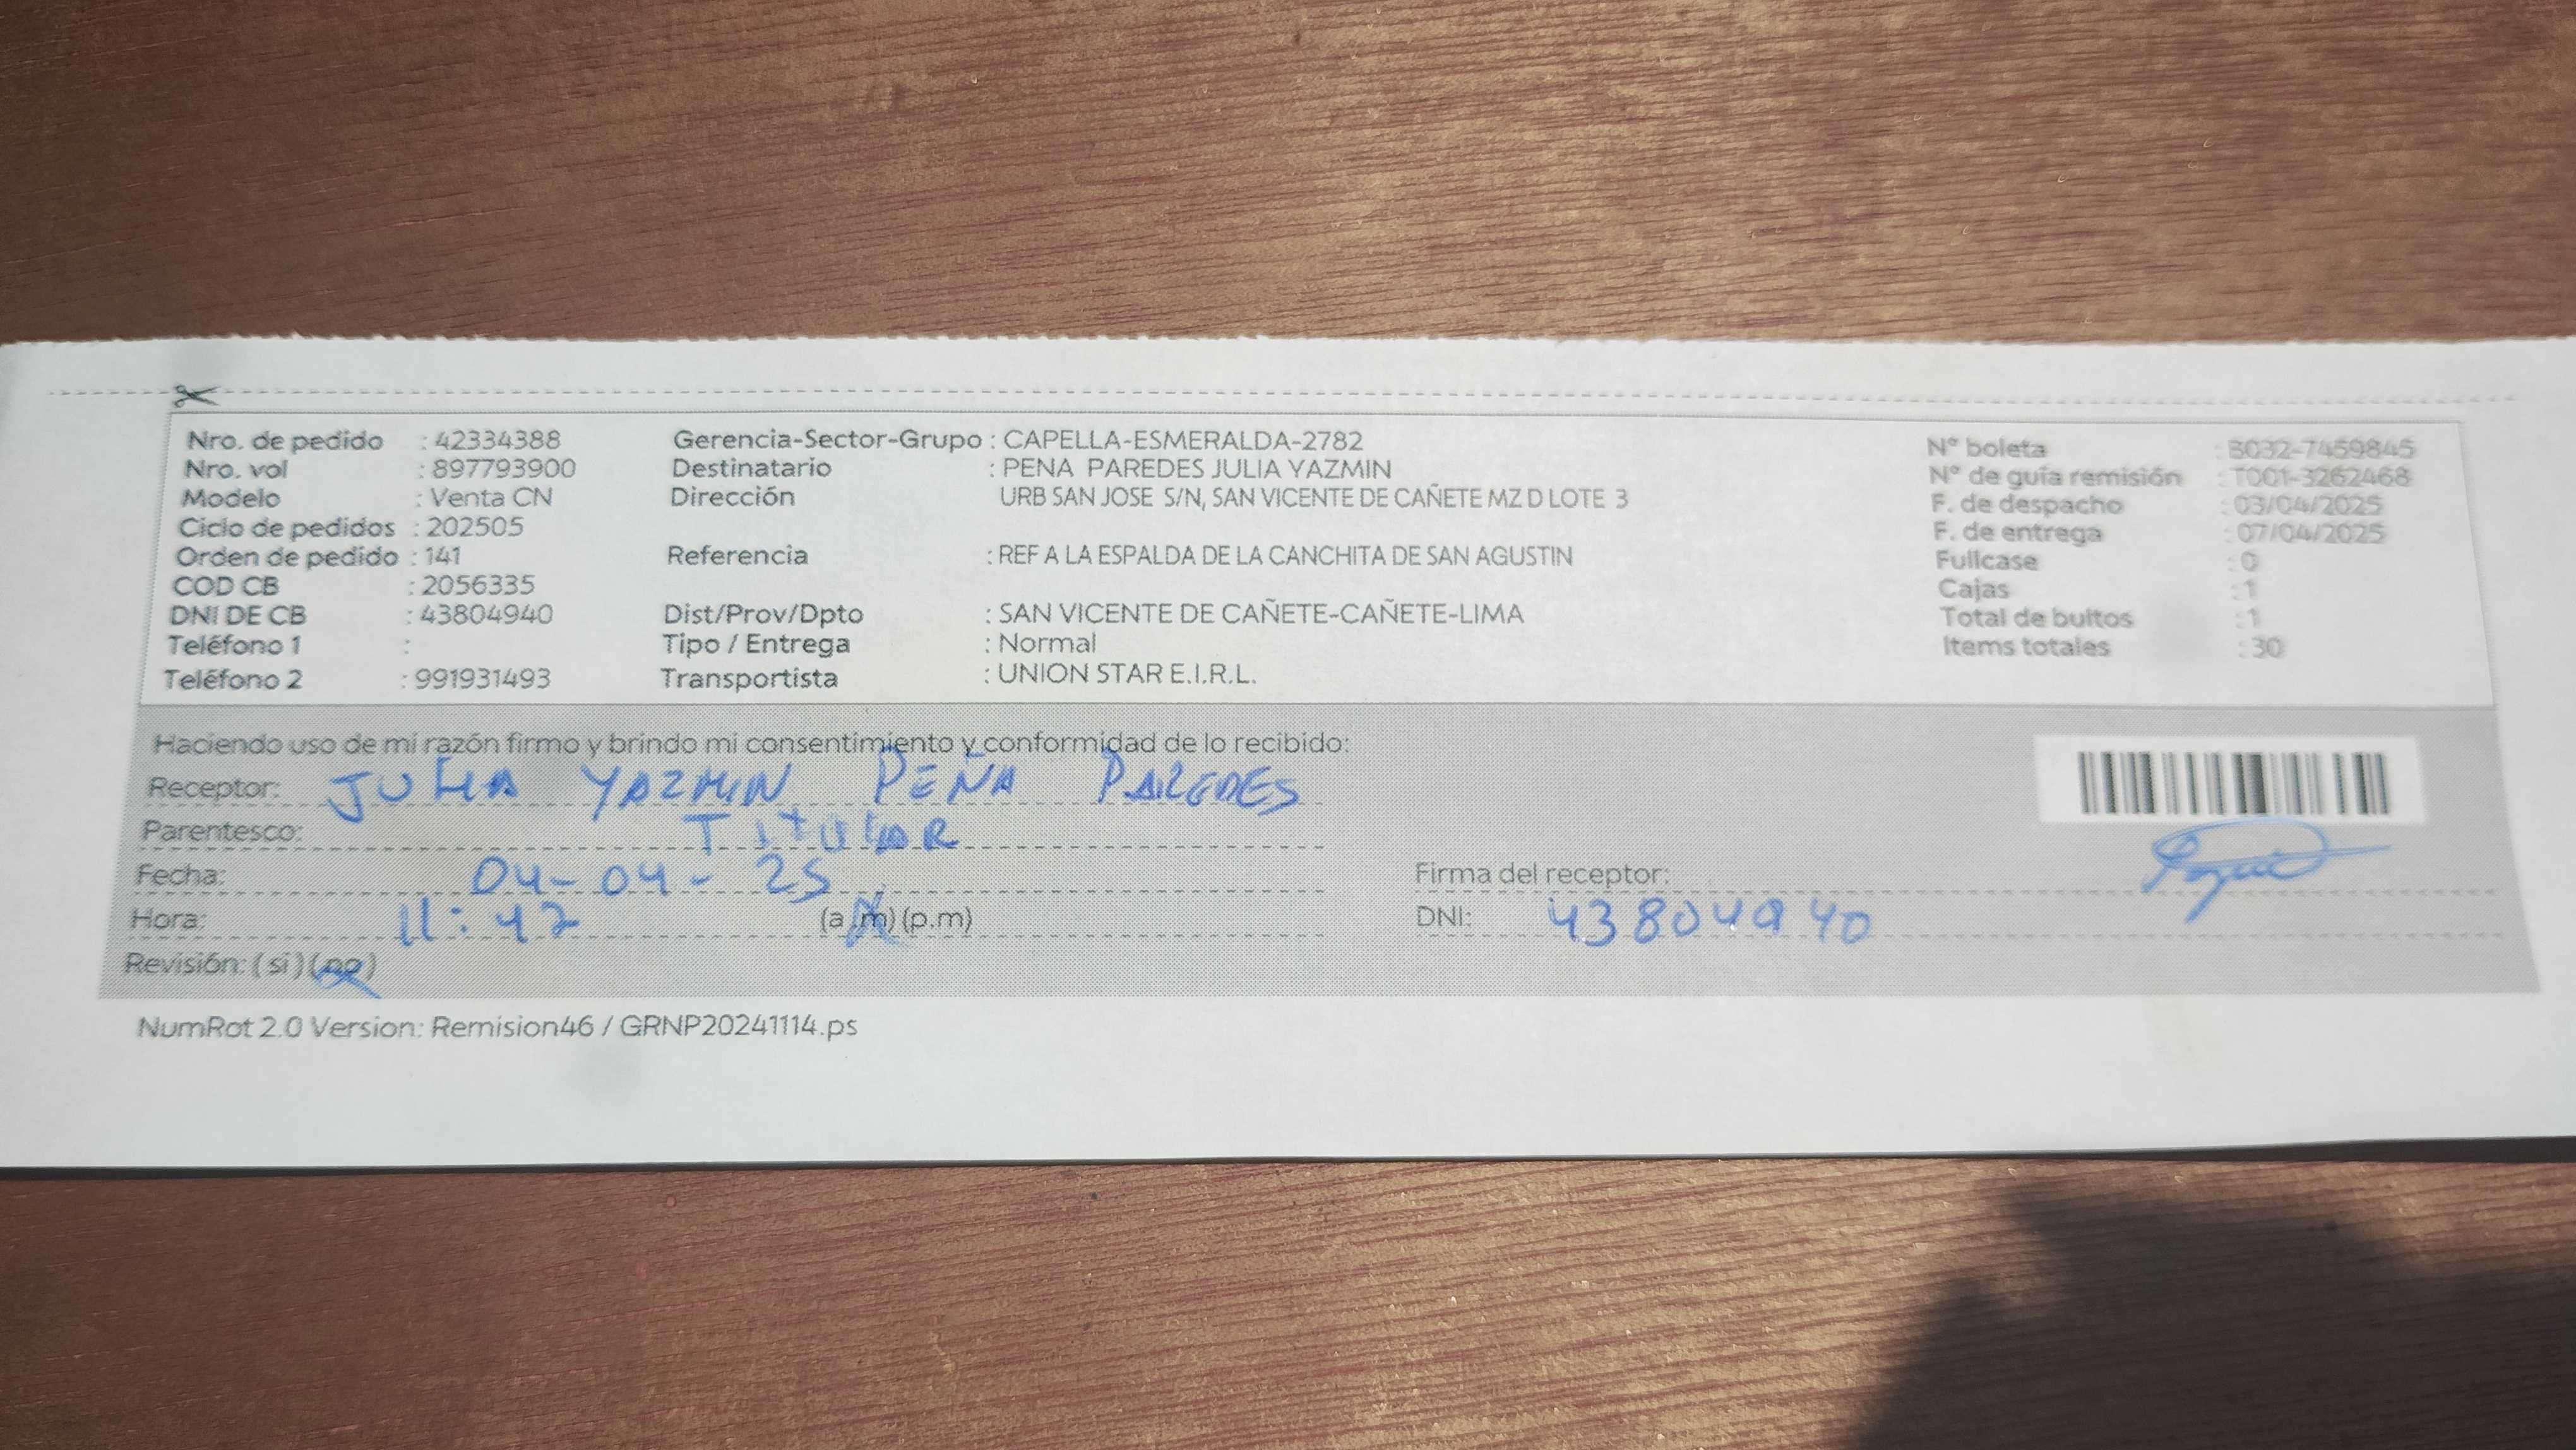 Nro. de pedido : 42334388 Gerencia-Sector-Grupo : CAPELLA-ESMERALDA-2782 N° boleta : B032-7459845
Nro. vol : 897793900 Destinatario : PENA PAREDES JULIA YAZMIN N° de guía remisión : T001-3262468
Modelo : Venta CN Dirección URB SAN JOSE S/N, SAN VICENTE DE CAÑETE MZ D LOTE 3 F. de despacho : 03/04/2025
Ciclo de pedidos : 202505 F. de entrega : 07/04/2025
Orden de pedido : 141 Referencia : REF A LA ESPALDA DE LA CANCHITA DE SAN AGUSTIN Fullcase : 0
COD CB : 2056335 Cajas : 1
DNI DE CB : 43804940 Dist/Prov/Dpto : SAN VICENTE DE CAÑETE-CAÑETE-LIMA Total de bultos : 1
Teléfono 1 : Tipo / Entrega : Normal Items totales : 30
Teléfono 2 : 991931493 Transportista : UNION STAR E.I.R.L.
Haciendo uso de mi razón firmo y brindo mi consentimiento y conformidad de lo recibido:
Receptor: JULIA YAZMIN PEÑA PAREDES
Parentesco: TITULAR
Fecha: 04-04-25 Firma del receptor:
Hora: 11:42 (a.m) (p.m) DNI: 43804940
Revisión: (si) (no)
NumRot 2.0 Version: Remision46 / GRNP20241114.ps